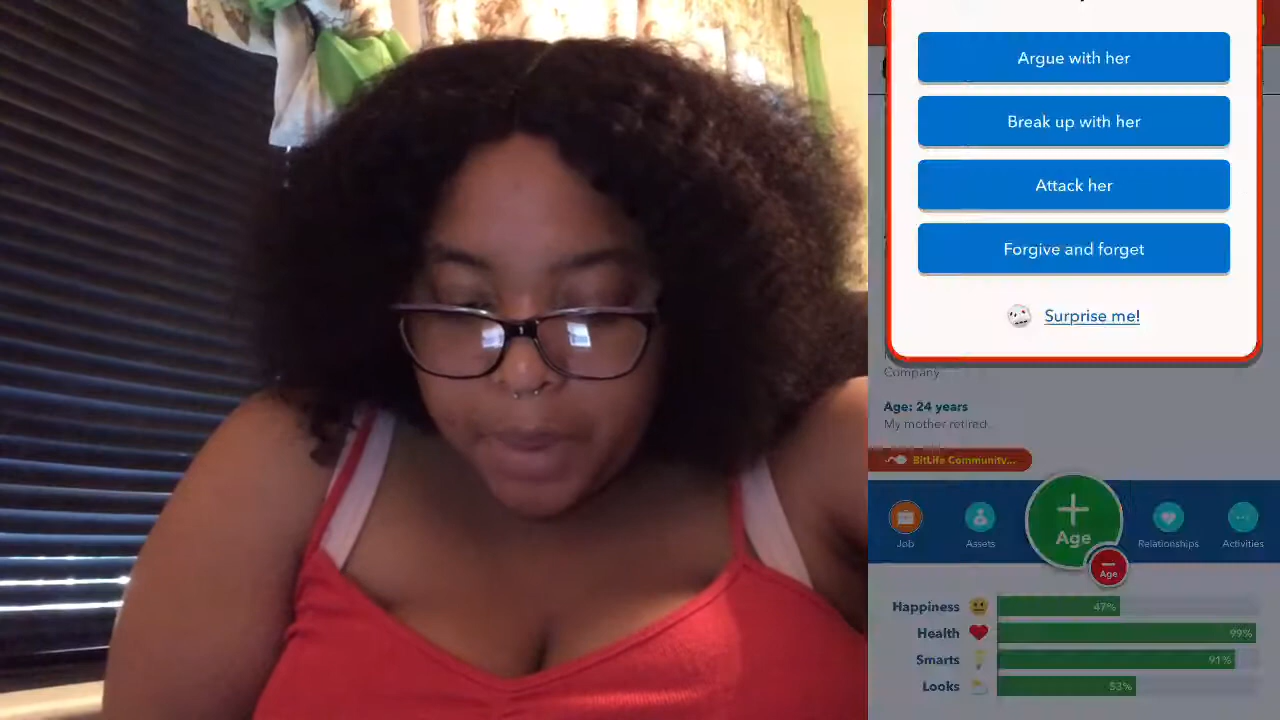 Argue with her
Break up with her
Attack her
Forgive and forget
Surprise me!
Company
Age: 24 years
My mother retired.
BitLife Community...
Age
Job
Assets
Relationships
Activities
Age
Happiness 47%
Health 99%
Smarts 91%
Looks 53%